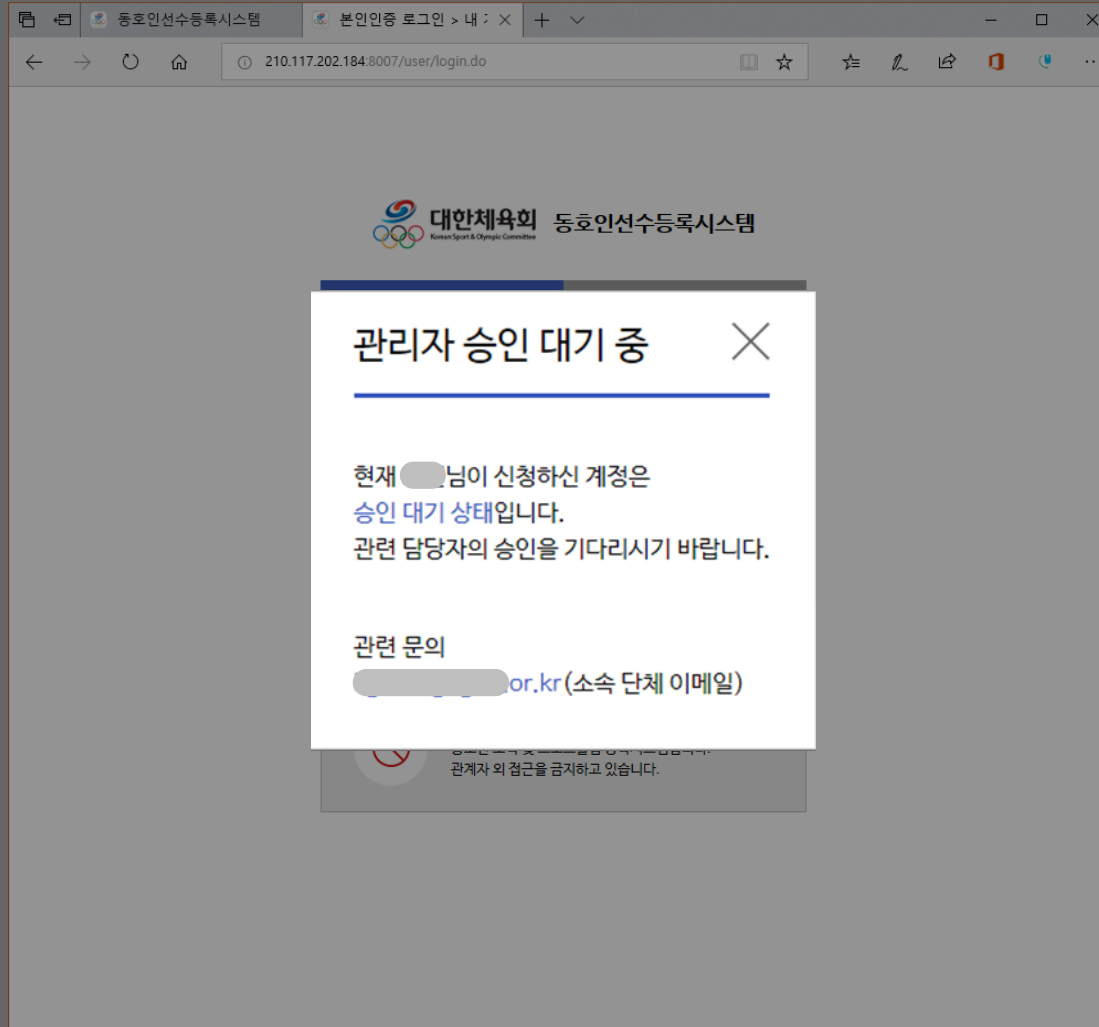 동호인선수등록시스템
본인인증 로그인 > 내
210.117.202.184:8007/user/login.do
대한체육회 동호인선수등록시스템
Korean Sport & Olympic Committee
관리자 승인 대기 중
현재 님이 신청하신 계정은
승인 대기 상태입니다.
관련 담당자의 승인을 기다리시기 바랍니다.
관련 문의
or.kr(소속 단체 이메일)
관계자 외 접근을 금지하고 있습니다.